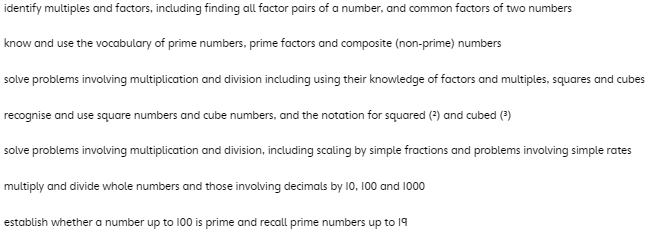 identify multiples and factors, including finding all factor pairs of a number, and common factors of two numbers
know and use the vocabulary of prime numbers, prime factors and composite (non-prime) numbers
solve problems involving multiplication and division including using their knowledge of factors and multiples, squares and cubes
recognise and use square numbers and cube numbers, and the notation for squared (²) and cubed (³)
solve problems involving multiplication and division, including scaling by simple fractions and problems involving simple rates
multiply and divide whole numbers and those involving decimals by 10, 100 and 1000
establish whether a number up to 100 is prime and recall prime numbers up to 19